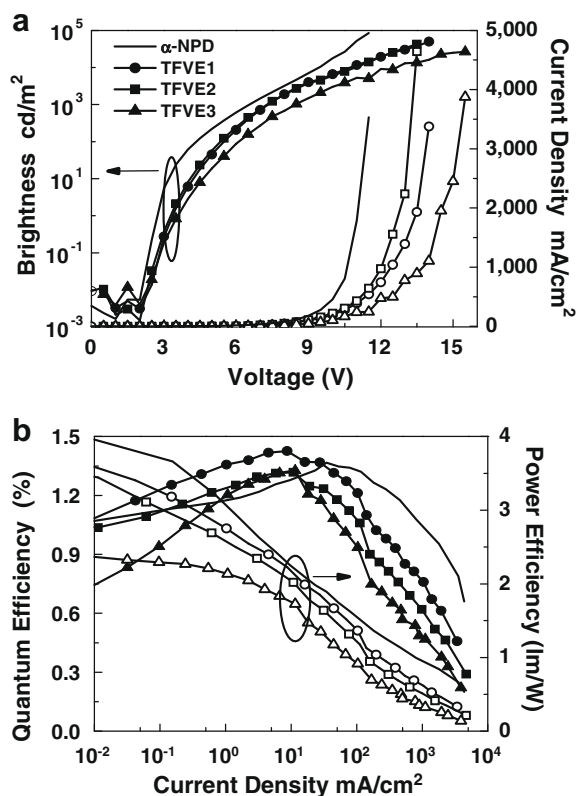 a
10^5
10^3
10^1
10^-1
10^-3
Brightness cd/m^2
α-NPD
TFVE1
TFVE2
TFVE3
5,000
4,000
3,000
2,000
1,000
0
Current Density mA/cm^2
0 3 6 9 12 15
Voltage (V)
b
1.5
1.2
0.9
0.6
0.3
0.0
Quantum Efficiency (%)
4
3
2
1
0
Power Efficiency (lm/W)
10^-2 10^-1 10^0 10^1 10^2 10^3 10^4
Current Density mA/cm^2